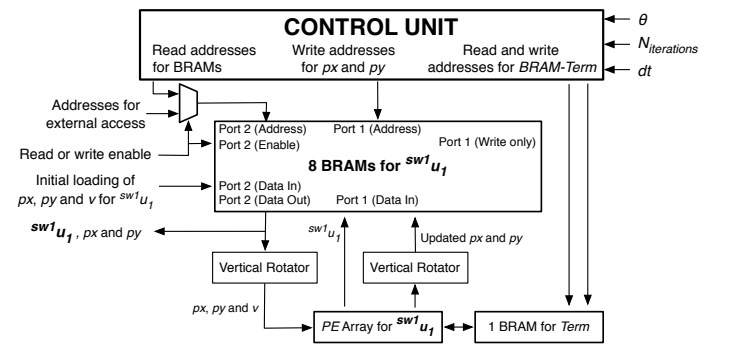 CONTROL UNIT
Read addresses
for BRAMs
Write addresses
for px and py
Read and write
addresses for BRAM-Term
θ
Niterations
dt
Addresses for
external access
Read or write enable
Initial loading of
px, py and v for sw1u1
sw1u1 , px and py
Port 2 (Address)
Port 2 (Enable)
Port 1 (Address)
Port 1 (Write only)
8 BRAMs for sw1u1
Port 2 (Data In)
Port 2 (Data Out)
Port 1 (Data In)
sw1u1
Updated px and py
Vertical Rotator
Vertical Rotator
px, py and v
PE Array for sw1u1
1 BRAM for Term